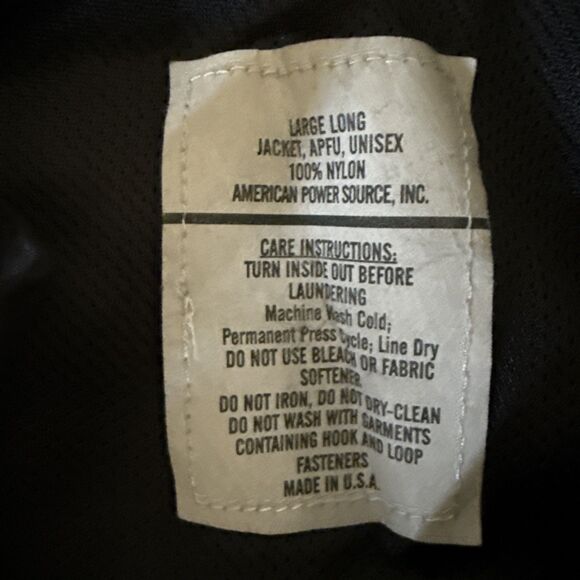 LARGE LONG
JACKET, APFU, UNISEX
100% NYLON
AMERICAN POWER SOURCE, INC.
CARE INSTRUCTIONS:
TURN INSIDE OUT BEFORE
LAUNDERING
Machine Wash Cold;
Permanent Press Cycle; Line Dry
DO NOT USE BLEACH OR FABRIC
SOFTENER
DO NOT IRON, DO NOT DRY-CLEAN
DO NOT WASH WITH GARMENTS
CONTAINING HOOK AND LOOP
FASTENERS
MADE IN U.S.A.